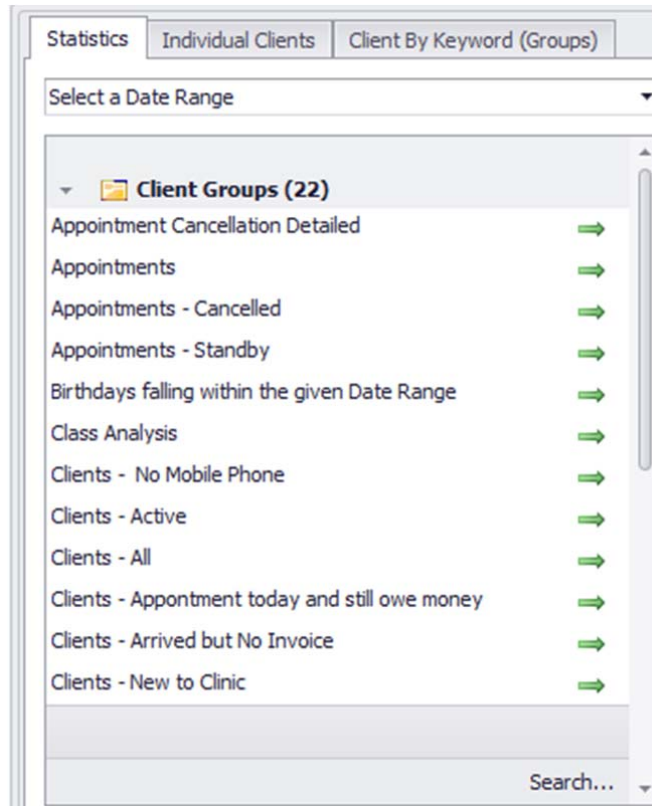 Statistics Individual Clients Client By Keyword (Groups)
Select a Date Range
Client Groups (22)
Appointment Cancellation Detailed
Appointments
Appointments - Cancelled
Appointments - Standby
Birthdays falling within the given Date Range
Class Analysis
Clients -  No Mobile Phone
Clients - Active
Clients - All
Clients - Appontment today and still owe money
Clients - Arrived but No Invoice
Clients - New to Clinic
Search...